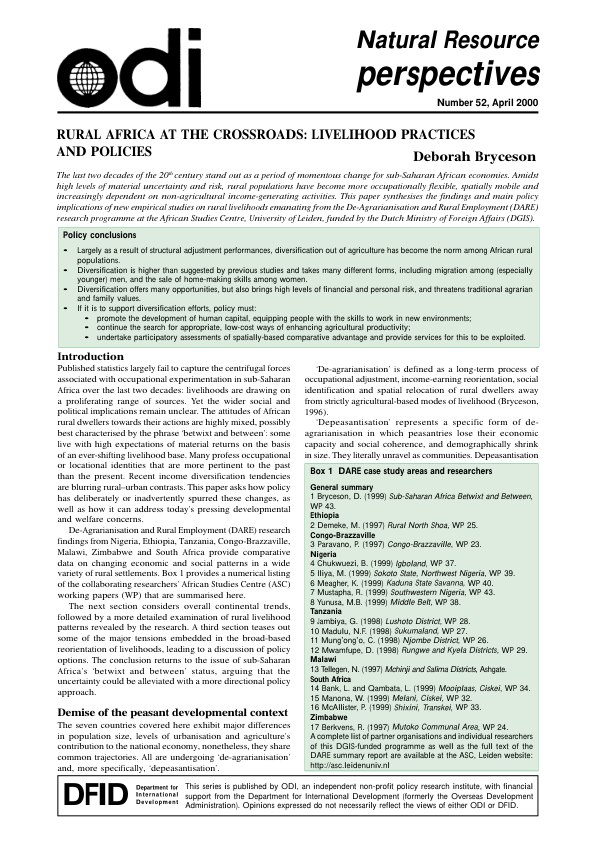 odi
Natural Resource
perspectives
Number 52, April 2000
RURAL AFRICA AT THE CROSSROADS: LIVELIHOOD PRACTICES
AND POLICIES
Deborah Bryceson
The last two decades of the 20th century stand out as a period of momentous change for sub-Saharan African economies. Amidst
high levels of material uncertainty and risk, rural populations have become more occupationally flexible, spatially mobile and
increasingly dependent on non-agricultural income-generating activities. This paper synthesises the findings and main policy
implications of new empirical studies on rural livelihoods emanating from the De-Agrarianisation and Rural Employment (DARE)
research programme at the African Studies Centre, University of Leiden, funded by the Dutch Ministry of Foreign Affairs (DGIS).
Policy conclusions
Largely as a result of structural adjustment performances, diversification out of agriculture has become the norm among African rural
populations.
Diversification is higher than suggested by previous studies and takes many different forms, including migration among (especially
younger) men, and the sale of home-making skills among women.
Diversification offers many opportunities, but also brings high levels of financial and personal risk, and threatens traditional agrarian
and family values.
If it is to support diversification efforts, policy must:
promote the development of human capital, equipping people with the skills to work in new environments;
continue the search for appropriate, low-cost ways of enhancing agricultural productivity;
undertake participatory assessments of spatially-based comparative advantage and provide services for this to be exploited.
Introduction
Published statistics largely fail to capture the centrifugal forces
associated with occupational experimentation in sub-Saharan
Africa over the last two decades: livelihoods are drawing on
a proliferating range of sources. Yet the wider social and
political implications remain unclear. The attitudes of African
rural dwellers towards their actions are highly mixed, possibly
best characterised by the phrase 'betwixt and between': some
live with high expectations of material returns on the basis
of an ever-shifting livelihood base. Many profess occupational
or locational identities that are more pertinent to the past
than the present. Recent income diversification tendencies
are blurring rural–urban contrasts. This paper asks how policy
has deliberately or inadvertently spurred these changes, as
well as how it can address today's pressing developmental
and welfare concerns.
De-Agrarianisation and Rural Employment (DARE) research
findings from Nigeria, Ethiopia, Tanzania, Congo-Brazzaville,
Malawi, Zimbabwe and South Africa provide comparative
data on changing economic and social patterns in a wide
variety of rural settlements. Box 1 provides a numerical listing
of the collaborating researchers' African Studies Centre (ASC)
working papers (WP) that are summarised here.
The next section considers overall continental trends,
followed by a more detailed examination of rural livelihood
patterns revealed by the research. A third section teases out
some of the major tensions embedded in the broad-based
reorientation of livelihoods, leading to a discussion of policy
options. The conclusion returns to the issue of sub-Saharan
Africa's 'betwixt and between' status, arguing that the
uncertainty could be alleviated with a more directional policy
approach.
Demise of the peasant developmental context
The seven countries covered here exhibit major differences
in population size, levels of urbanisation and agriculture's
contribution to the national economy, nonetheless, they share
common trajectories. All are undergoing 'de-agrarianisation'
and, more specifically, 'depeasantisation'.
'De-agrarianisation' is defined as a long-term process of
occupational adjustment, income-earning reorientation, social
identification and spatial relocation of rural dwellers away
from strictly agricultural-based modes of livelihood (Bryceson,
1996).
'Depeasantisation' represents a specific form of de-
agrarianisation in which peasantries lose their economic
capacity and social coherence, and demographically shrink
in size. They literally unravel as communities. Depeasantisation
Box 1 DARE case study areas and researchers
General summary
1 Bryceson, D. (1999) Sub-Saharan Africa Betwixt and Between,
WP 43.
Ethiopia
2 Demeke, M. (1997) Rural North Shoa, WP 25.
Congo-Brazzaville
3 Paravano, P. (1997) Congo-Brazzaville, WP 23.
Nigeria
4 Chukwuezi, B. (1999) Igboland, WP 37.
5 Iliya, M. (1999) Sokoto State, Northwest Nigeria, WP 39.
6 Meagher, K. (1999) Kaduna State Savanna, WP 40.
7 Mustapha, R. (1999) Southwestern Nigeria, WP 43.
8 Yunusa, M.B. (1999) Middle Belt, WP 38.
Tanzania
9 Jambiya, G. (1998) Lushoto District, WP 28.
10 Madulu, N.F. (1998) Sukumaland, WP 27.
11 Mung'ong'o, C. (1998) Njombe District, WP 26.
12 Mwamfupe, D. (1998) Rungwe and Kyela Districts, WP 29.
Malawi
13 Tellegen, N. (1997) Mchinji and Salima Districts, Ashgate.
South Africa
14 Bank, L. and Qambata, L. (1999) Mooiplaas, Ciskei, WP 34.
15 Manona, W. (1999) Melani, Ciskei, WP 32.
16 McAllister, P. (1999) Shixini, Transkei, WP 33.
Zimbabwe
17 Berkvens, R. (1997) Mutoko Communal Area, WP 24.
A complete list of partner organisations and individual researchers
of this DGIS-funded programme as well as the full text of the
DARE summary report are available at the ASC, Leiden website:
http://asc.leidenuniv.nl
DFID
Department for
International
Development
This series is published by ODI, an independent non-profit policy research institute, with financial
support from the Department for International Development (formerly the Overseas Development
Administration). Opinions expressed do not necessarily reflect the views of either ODI or DFID.